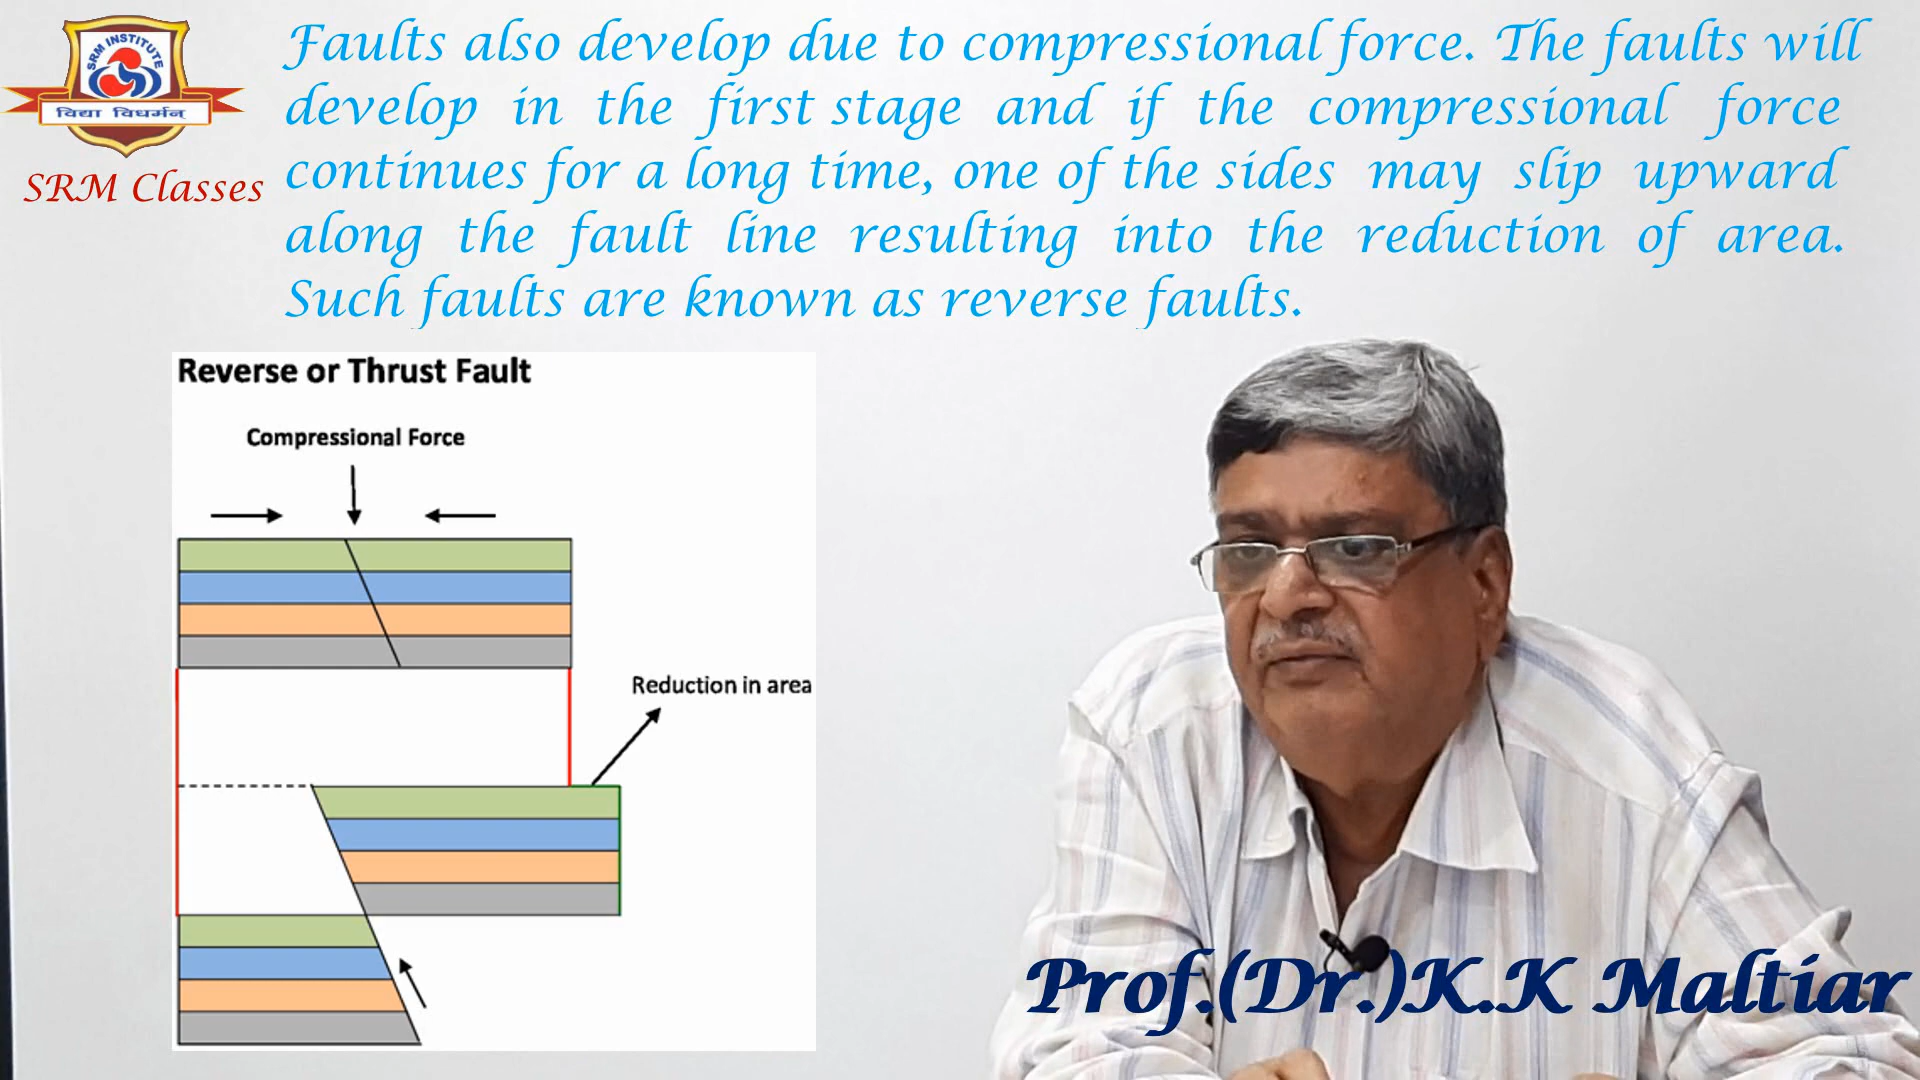 SRM INSTITUTE
विद्या विधर्मन्
SRM Classes
Faults also develop due to compressional force. The faults will
develop in the first stage and if the compressional force
continues for a long time, one of the sides may slip upward
along the fault line resulting into the reduction of area.
Such faults are known as reverse faults.
Reverse or Thrust Fault
Compressional Force
Reduction in area
Prof.(Dr.)K.K Maltiar